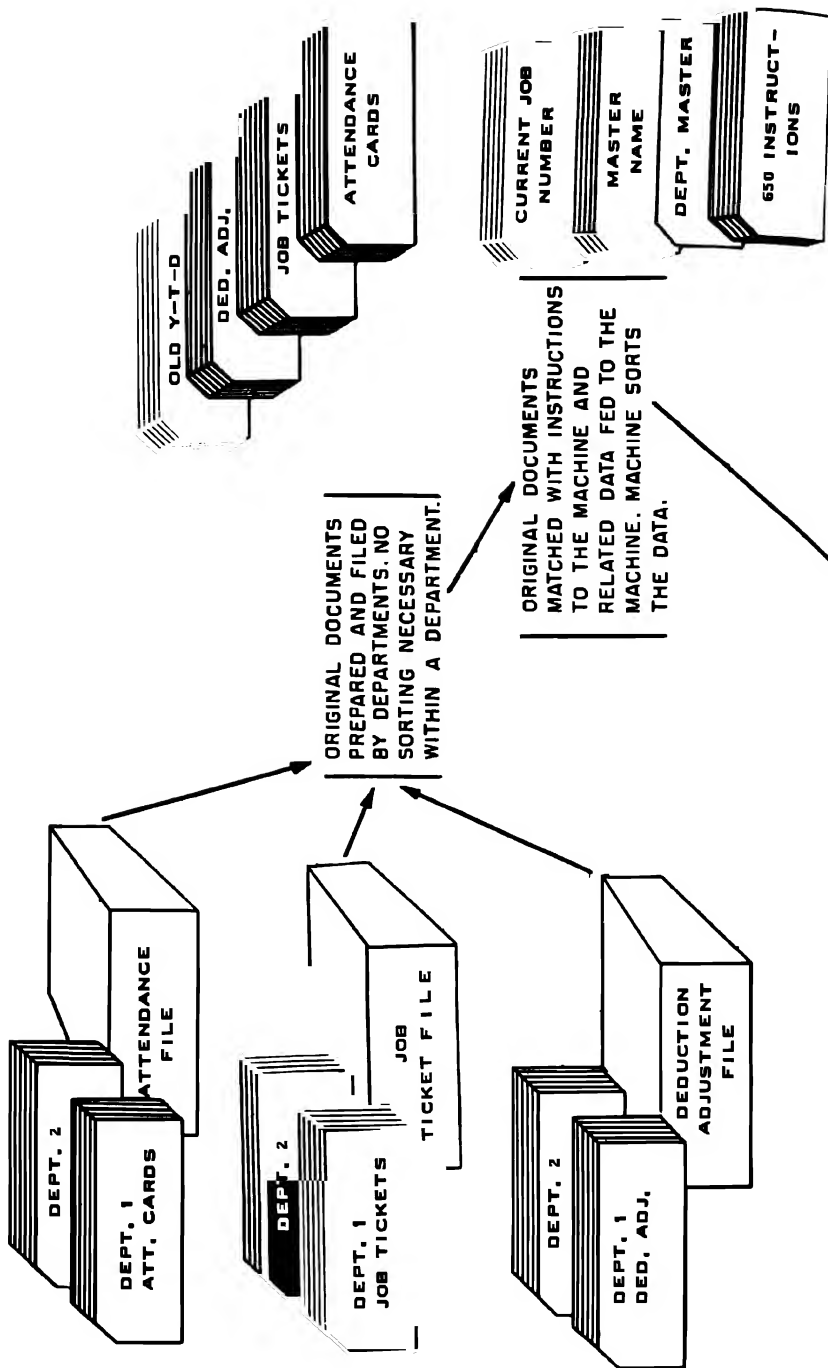 DEPT. 2
DEPT. 1
DED. ADJ.
DEDUCTION
ADJUSTMENT
FILE
DEPT. 2
DEPT. 1
JOB TICKETS
JOB
TICKET FILE
DEPT. 2
DEPT. 1
ATT. CARDS
ATTENDANCE
FILE
ORIGINAL DOCUMENTS
PREPARED AND FILED
BY DEPARTMENTS. NO
SORTING NECESSARY
WITHIN A DEPARTMENT.
ORIGINAL DOCUMENTS
MATCHED WITH INSTRUCTIONS
TO THE MACHINE AND
RELATED DATA FED TO THE
MACHINE. MACHINE SORTS
THE DATA.
OLD Y-T-D
DED. ADJ.
JOB TICKETS
ATTENDANCE
CARDS
CURRENT JOB
NUMBER
MASTER
NAME
DEPT. MASTER
650 INSTRUCT-
IONS